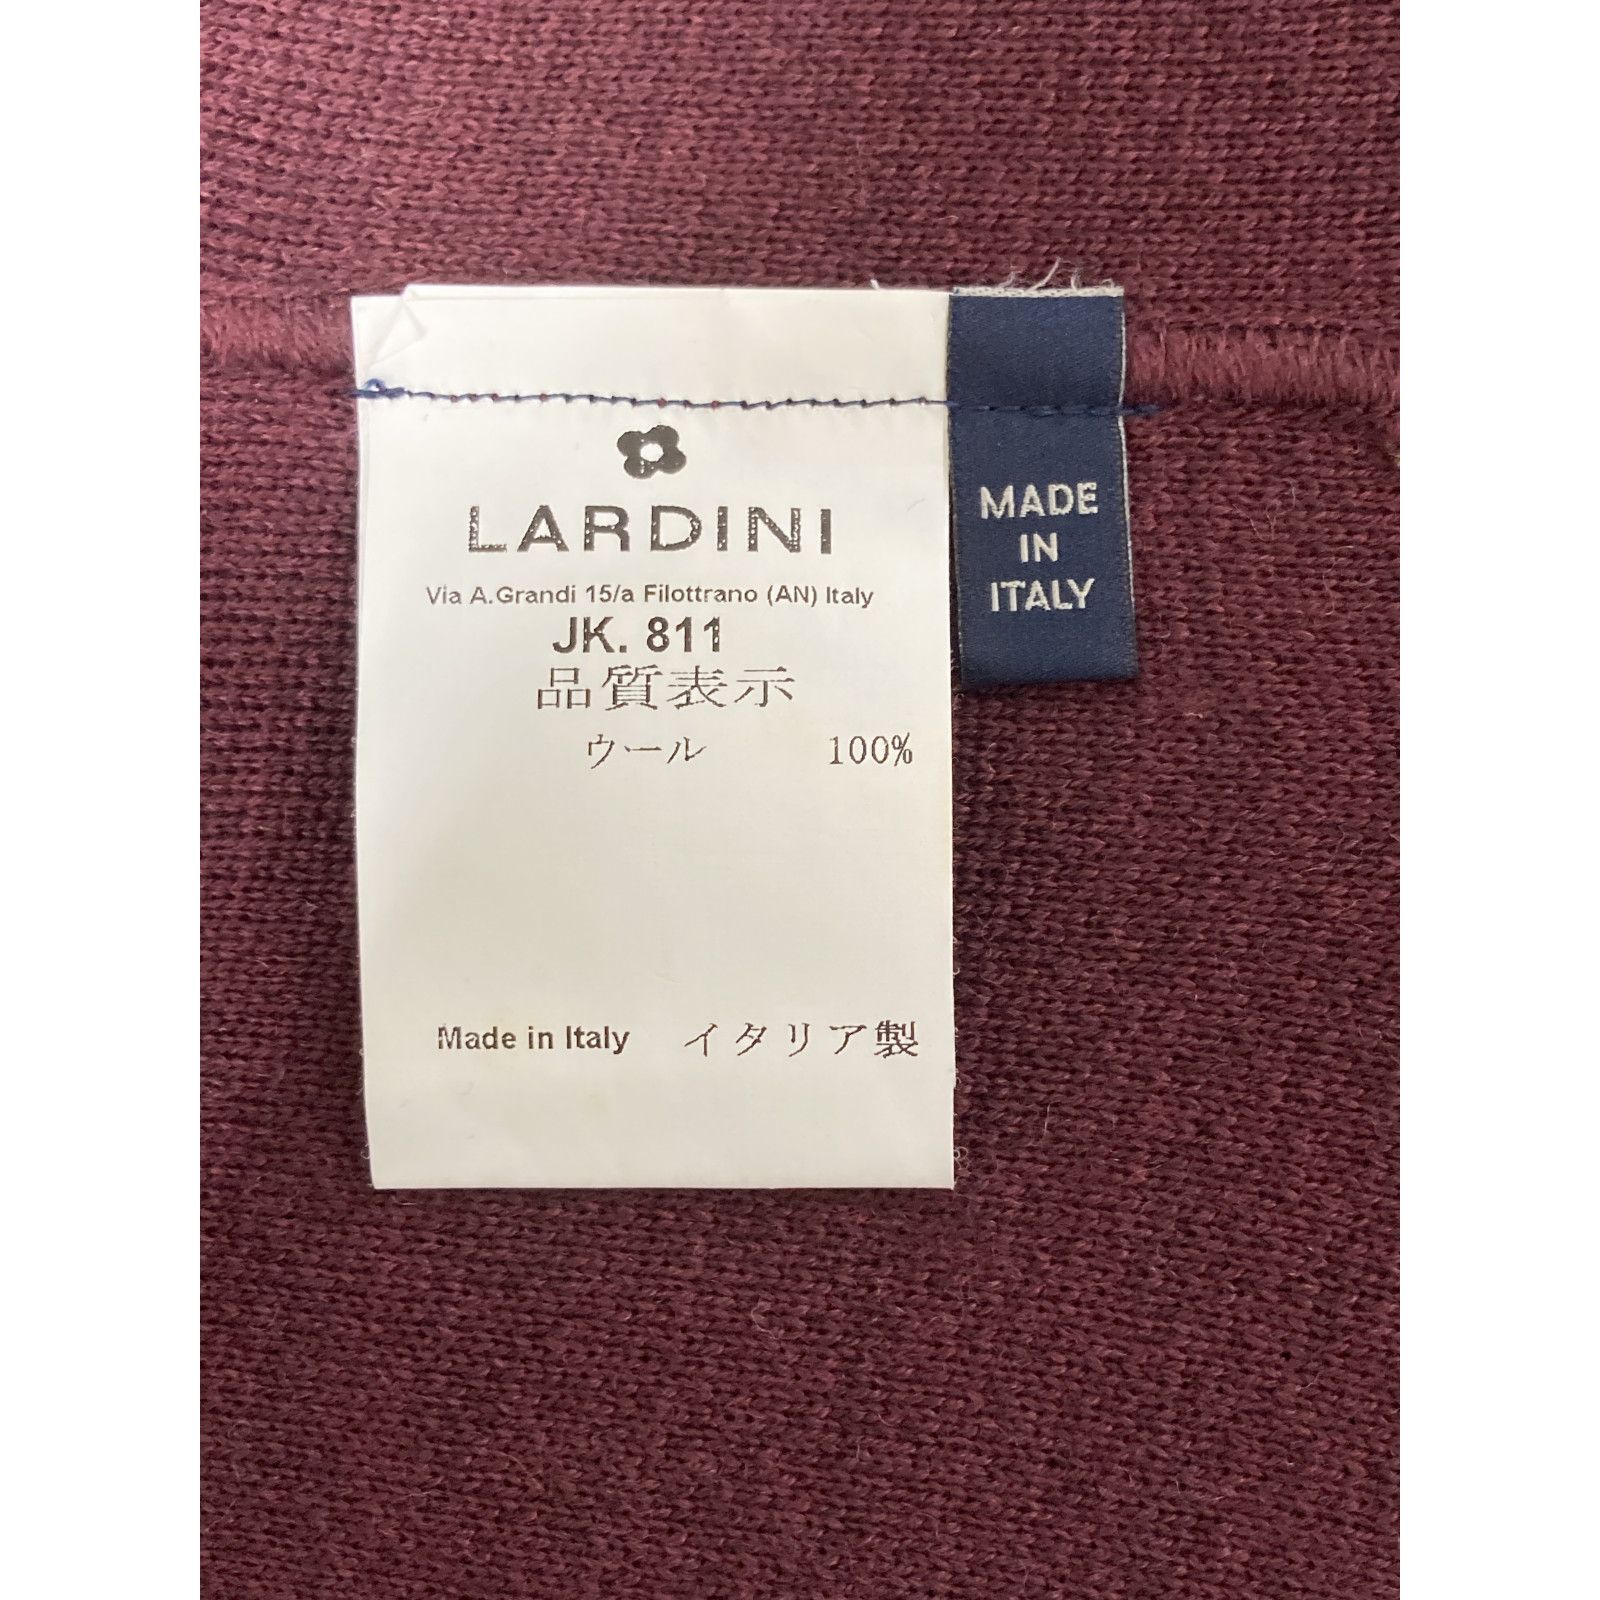 LARDINI
Via A.Grandi 15/a Filottrano (AN) Italy
JK. 811
品質表示
ウール 100%
Made in Italy イタリア製
MADE
IN
ITALY